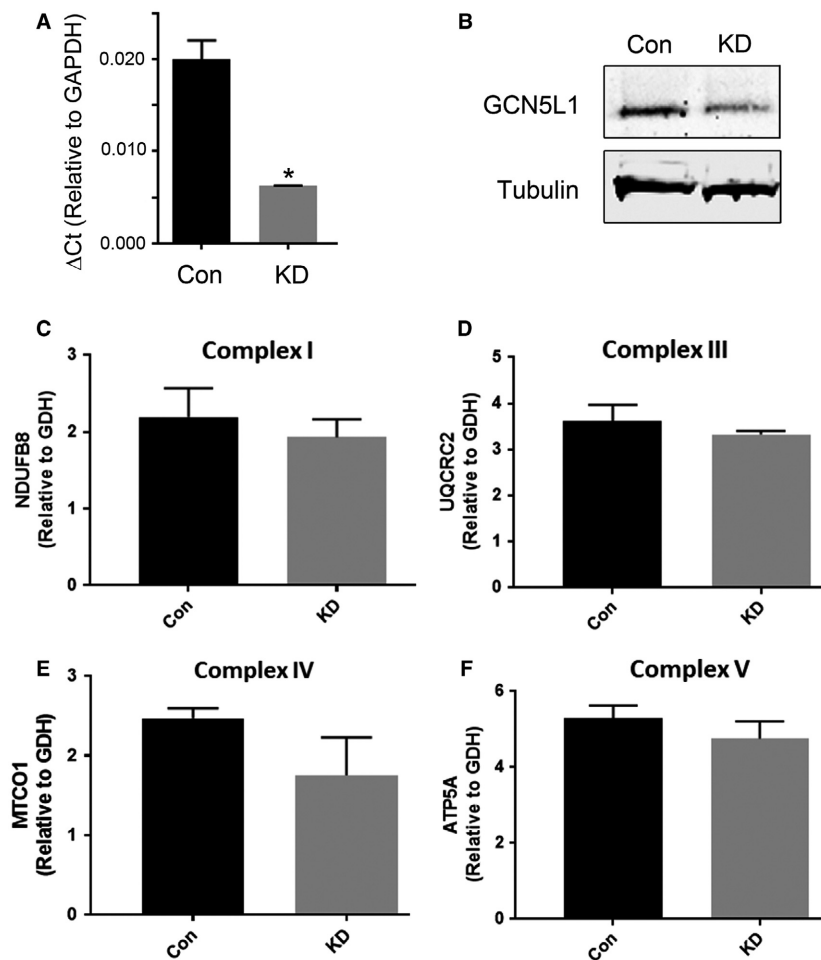 A
ΔCt (Relative to GAPDH)
0.020
0.010
0.000
*
Con KD
B
Con KD
GCN5L1
Tubulin
C
Complex I
NDUFB8
(Relative to GDH)
3
2
1
0
Con KD
D
Complex III
UQCRC2
(Relative to GDH)
5
4
3
2
1
0
Con KD
E
Complex IV
MTCO1
(Relative to GDH)
3
2
1
0
Con KD
F
Complex V
ATP5A
(Relative to GDH)
6
4
2
0
Con KD